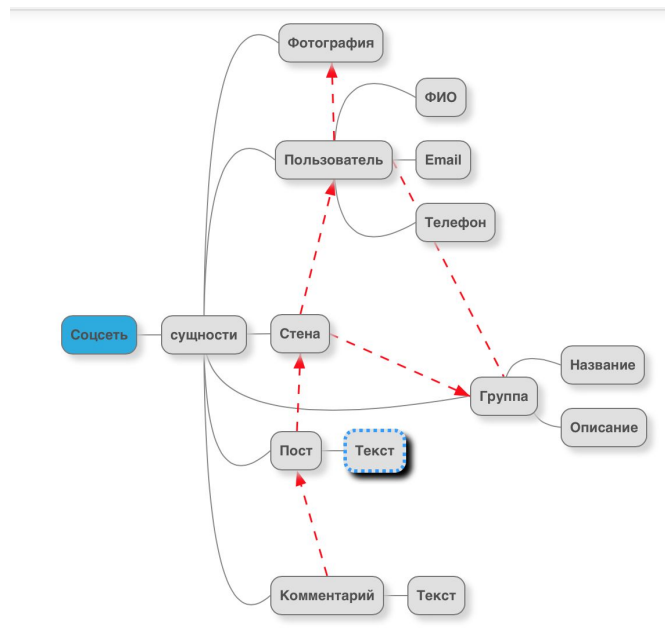 Фотография
ФИО
Пользователь
Email
Телефон
Соцсеть
сущности
Стена
Название
Группа
Описание
Пост
Текст
Комментарий
Текст